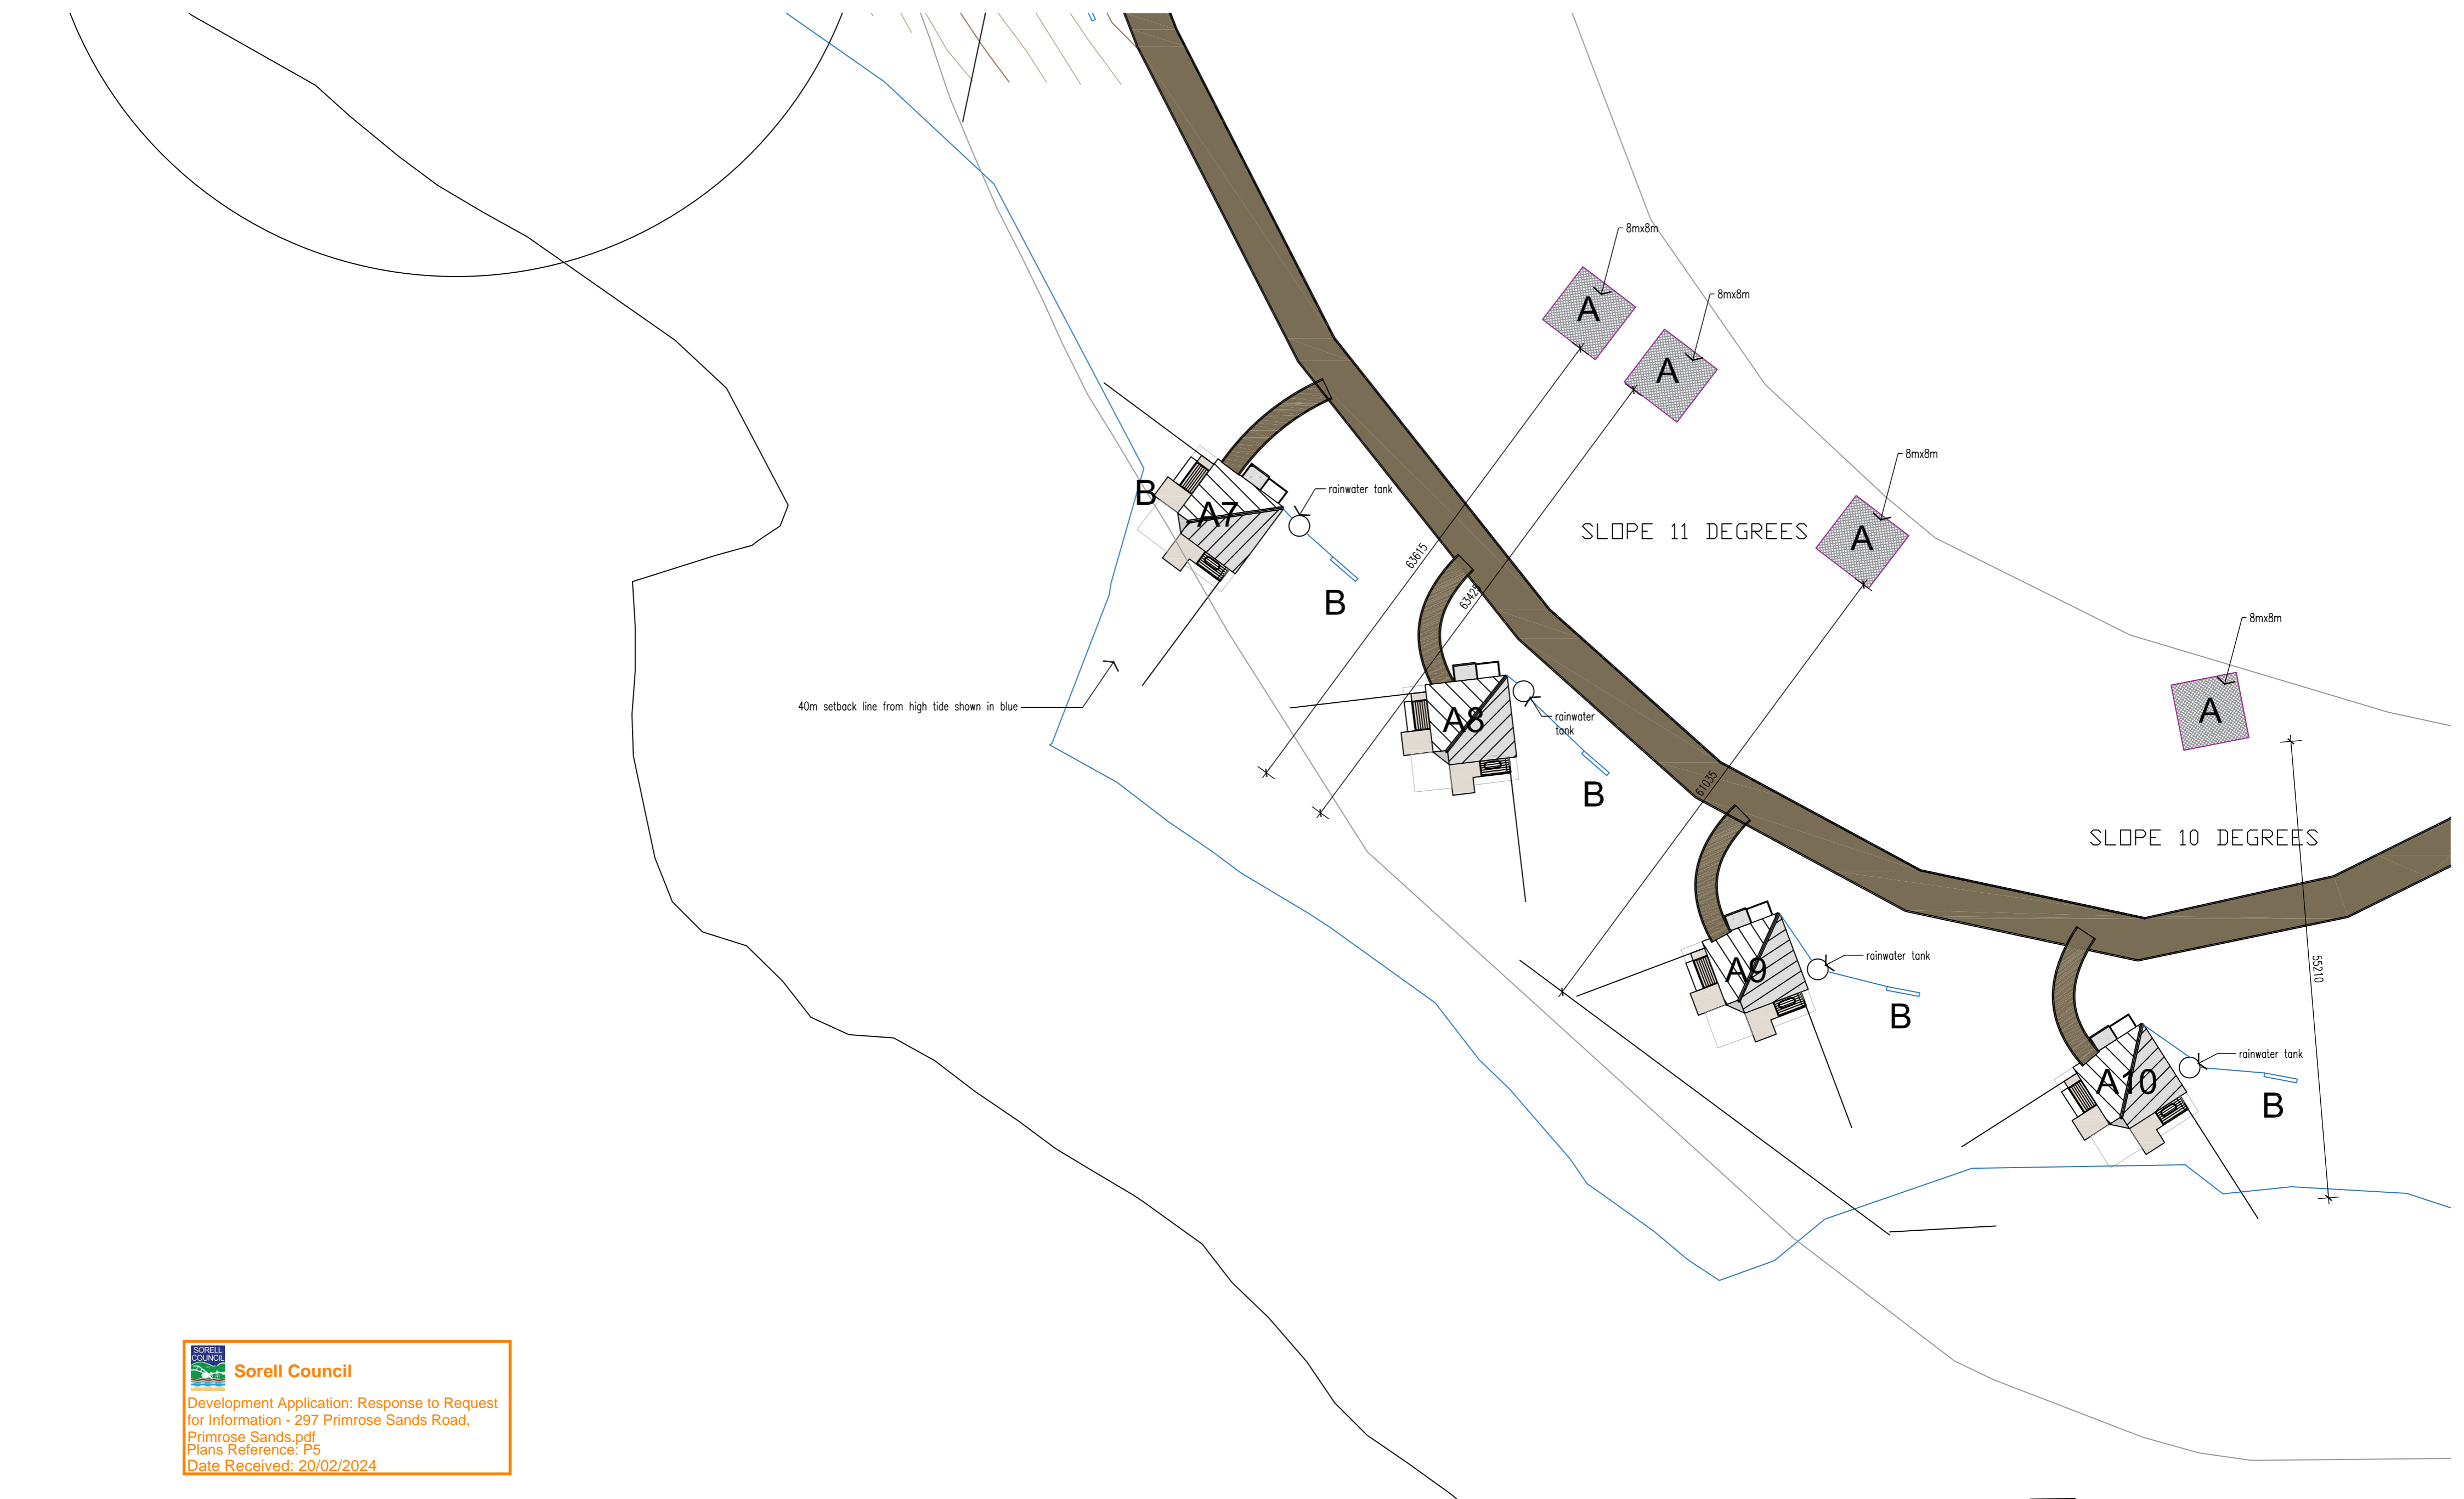 8mx8m
8mx8m
A
A
8mx8m
B
A7
rainwater tank
SLOPE 11 DEGREES
A
63615
63425
B
8mx8m
40m setback line from high tide shown in blue
A8
rainwater
tank
A
61035
B
SLOPE 10 DEGREES
A9
rainwater tank
55210
B
A10
rainwater tank
B
SORELL
COUNCIL
Sorell Council
Development Application: Response to Request
for Information - 297 Primrose Sands Road,
Primrose Sands.pdf
Plans Reference: P5
Date Received: 20/02/2024